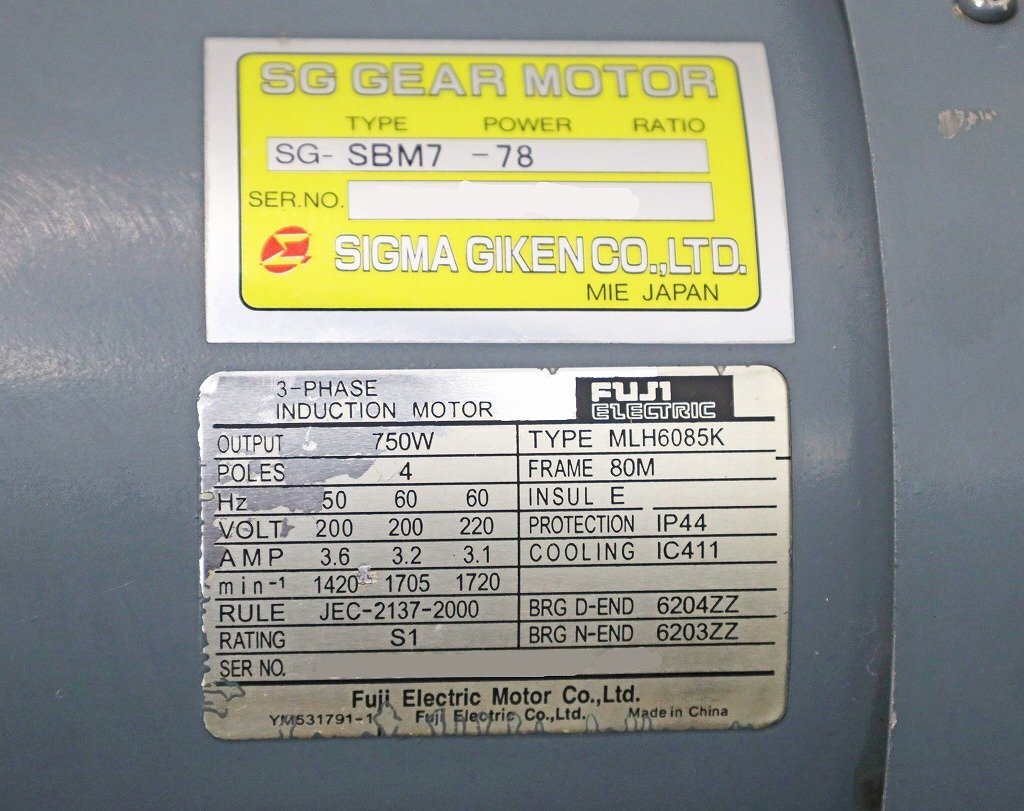 SG GEAR MOTOR
TYPE POWER RATIO
SG- SBM7 -78
SER.NO.
SIGMA GIKEN CO.,LTD.
MIE JAPAN
3-PHASE
INDUCTION MOTOR
FUJI
ELECTRIC
OUTPUT 750W TYPE MLH6085K
POLES 4 FRAME 80M
Hz 50 60 60 INSUL E
VOLT 200 200 220 PROTECTION IP44
AMP 3.6 3.2 3.1 COOLING IC411
min⁻¹ 1420 1705 1720
RULE JEC-2137-2000 BRG D-END 6204ZZ
RATING S1 BRG N-END 6203ZZ
SER NO.
Fuji Electric Motor Co.,Ltd.
YM531791-1 Fuji Electric Co.,Ltd. Made in China